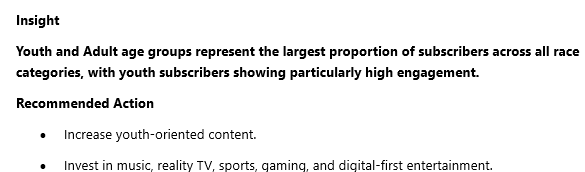 Insight
Youth and Adult age groups represent the largest proportion of subscribers across all race
categories, with youth subscribers showing particularly high engagement.
Recommended Action
• Increase youth-oriented content.
• Invest in music, reality TV, sports, gaming, and digital-first entertainment.